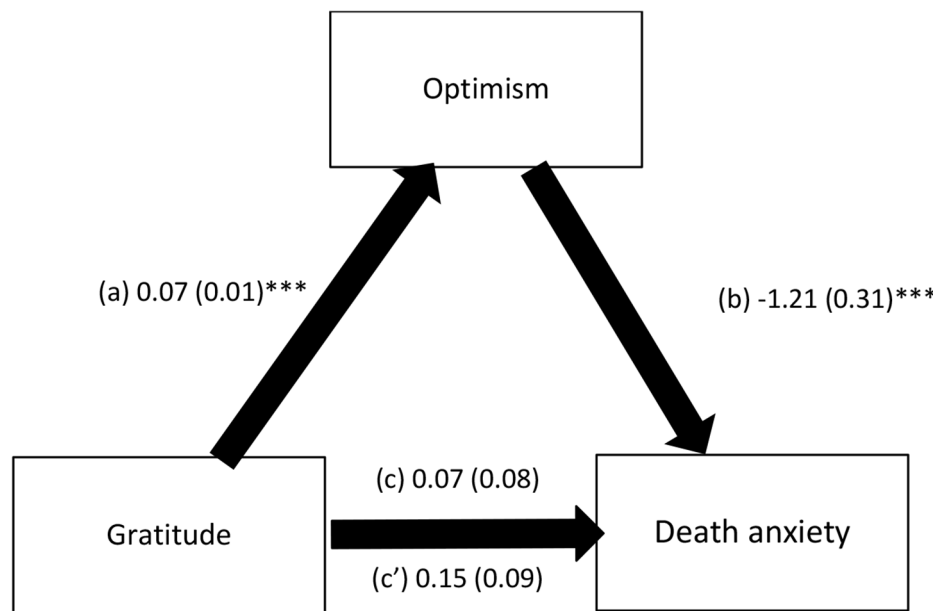 Optimism
(a) 0.07 (0.01)***
(b) -1.21 (0.31)***
(c) 0.07 (0.08)
Gratitude
Death anxiety
(c’) 0.15 (0.09)